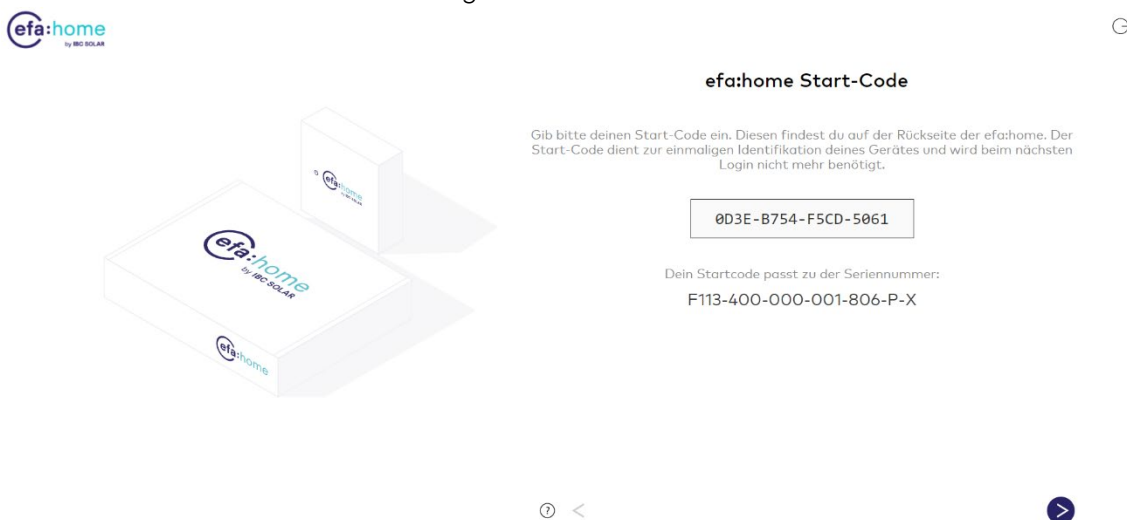 efa:home
by IBC SOLAR
efa:home Start-Code
Gib bitte deinen Start-Code ein. Diesen findest du auf der Rückseite der efa:home. Der
Start-Code dient zur einmaligen Identifikation deines Gerätes und wird beim nächsten
Login nicht mehr benötigt.
0D3E-B754-F5CD-5061
Dein Startcode passt zu der Seriennummer:
F113-400-000-001-806-P-X
efa:home
efa:home
by IBC SOLAR
efa:home
?